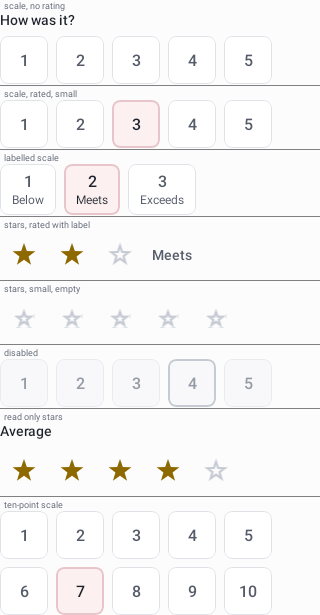 scale, no rating
How was it?
1 2 3 4 5
scale, rated, small
1 2 3 4 5
labelled scale
1 2 3
Below Meets Exceeds
stars, rated with label
Meets
stars, small, empty
disabled
1 2 3 4 5
read only stars
Average
ten-point scale
1 2 3 4 5
6 7 8 9 10